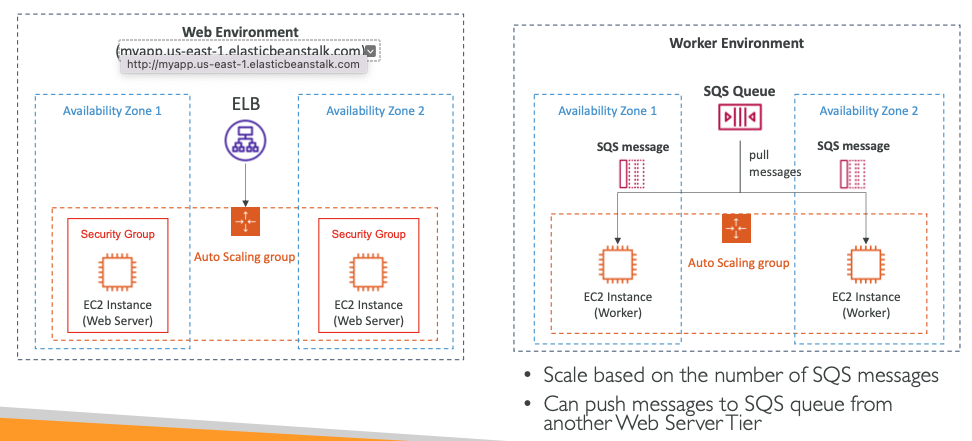 Web Environment
(myapp.us-east-1.elasticbeanstalk.com)
http://myapp.us-east-1.elasticbeanstalk.com
Availability Zone 1
ELB
Availability Zone 2
Security Group
Security Group
Auto Scaling group
EC2 Instance
(Web Server)
EC2 Instance
(Web Server)
Worker Environment
SQS Queue
Availability Zone 1
Availability Zone 2
SQS message
SQS message
pull
messages
Auto Scaling group
EC2 Instance
(Worker)
EC2 Instance
(Worker)
• Scale based on the number of SQS messages
• Can push messages to SQS queue from
another Web Server Tier